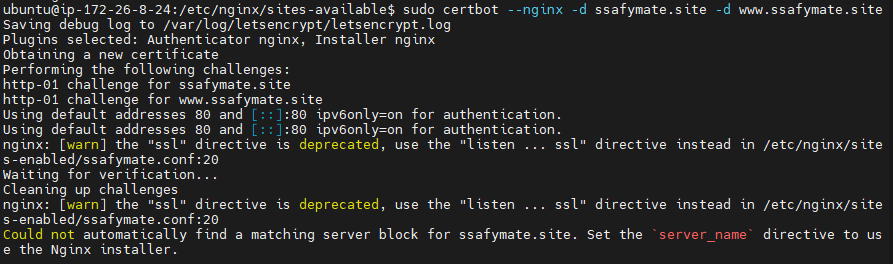 ubuntu@ip-172-26-8-24:/etc/nginx/sites-available$ sudo certbot --nginx -d ssafymate.site -d www.ssafymate.site
Saving debug log to /var/log/letsencrypt/letsencrypt.log
Plugins selected: Authenticator nginx, Installer nginx
Obtaining a new certificate
Performing the following challenges:
http-01 challenge for ssafymate.site
http-01 challenge for www.ssafymate.site
Using default addresses 80 and [::]:80 ipv6only=on for authentication.
Using default addresses 80 and [::]:80 ipv6only=on for authentication.
nginx: [warn] the "ssl" directive is deprecated, use the "listen ... ssl" directive instead in /etc/nginx/site
s-enabled/ssafymate.conf:20
Waiting for verification...
Cleaning up challenges
nginx: [warn] the "ssl" directive is deprecated, use the "listen ... ssl" directive instead in /etc/nginx/site
s-enabled/ssafymate.conf:20
Could not automatically find a matching server block for ssafymate.site. Set the `server_name` directive to us
e the Nginx installer.